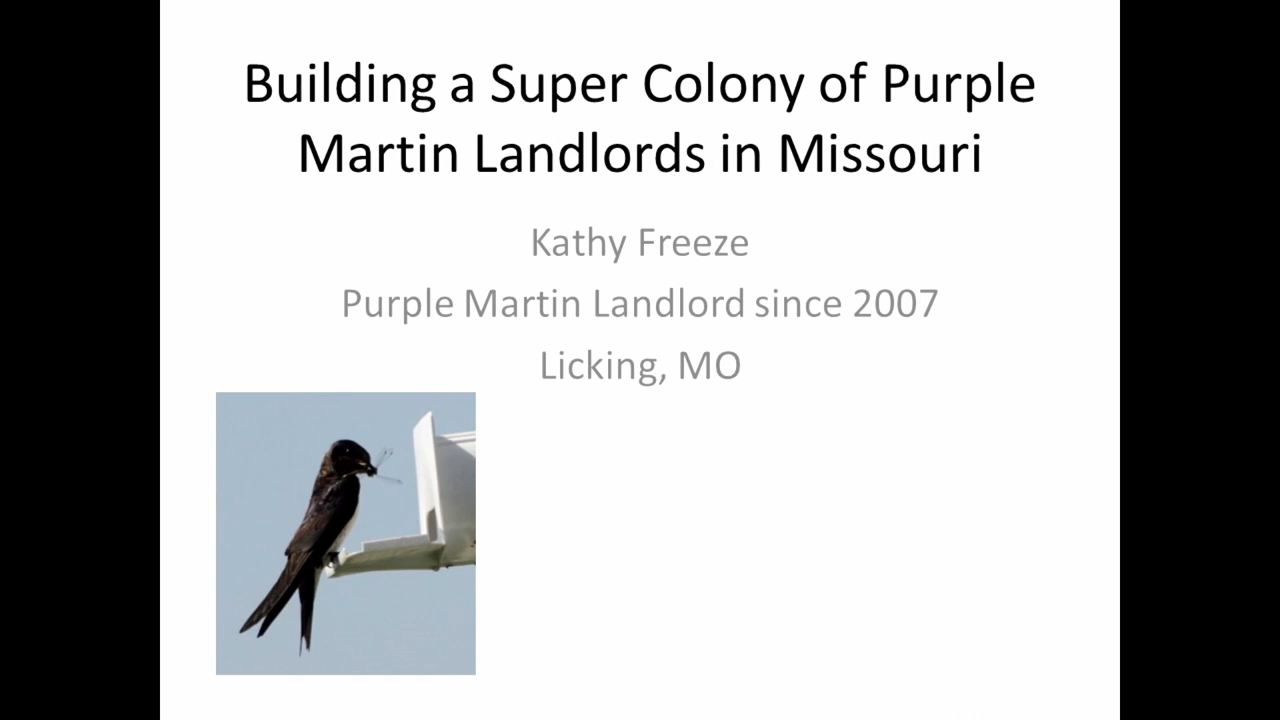 Building a Super Colony of Purple
Martin Landlords in Missouri
Kathy Freeze
Purple Martin Landlord since 2007
Licking, MO